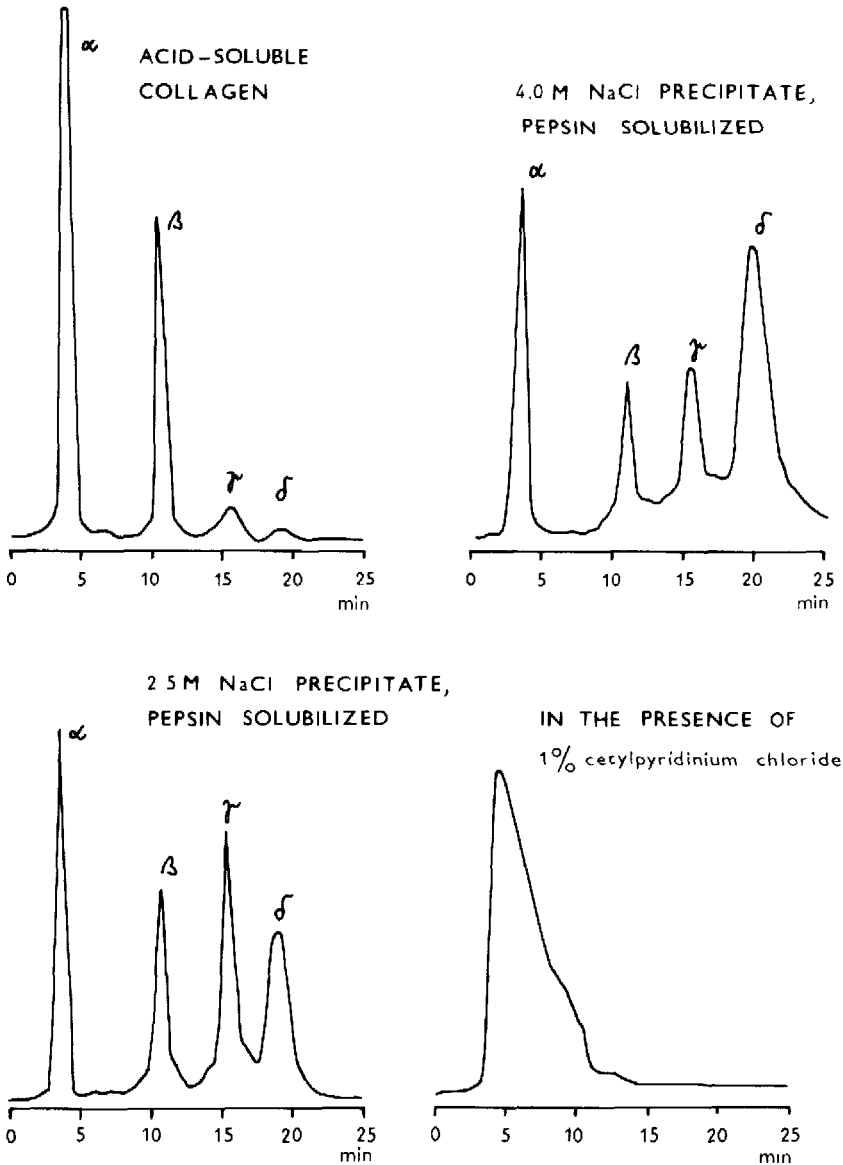 α
ACID–SOLUBLE
COLLAGEN
β
γ
δ
0 5 10 15 20 25
min
4.0 M NaCl PRECIPITATE,
PEPSIN SOLUBILIZED
α
β
γ
δ
0 5 10 15 20 25
min
2 5 M NaCl PRECIPITATE,
PEPSIN SOLUBILIZED
α
β
γ
δ
0 5 10 15 20 25
min
IN THE PRESENCE OF
1% cetylpyridinium chloride
0 5 10 15 20 25
min